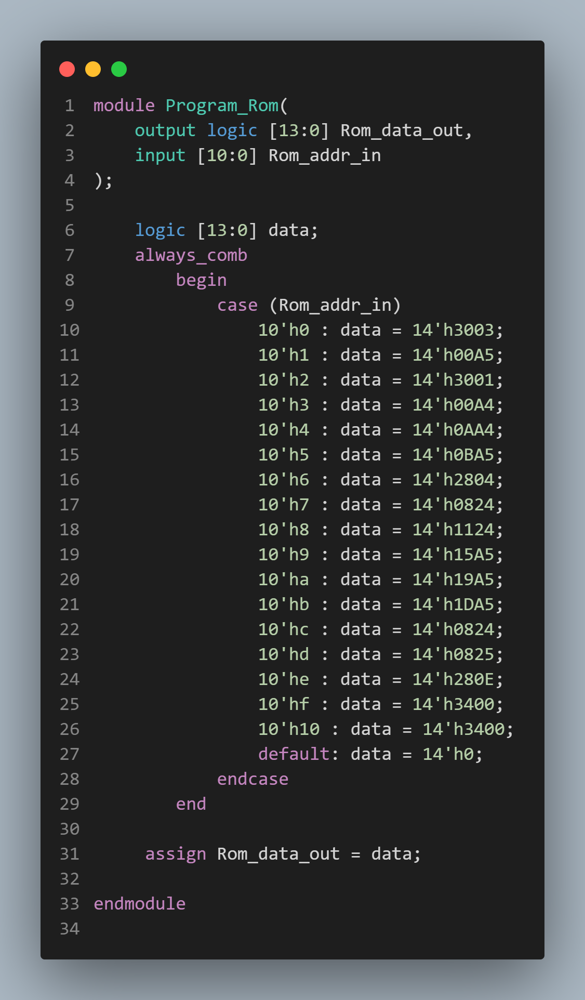 1 module Program_Rom(
2     output logic [13:0] Rom_data_out,
3     input [10:0] Rom_addr_in
4 );
5
6     logic [13:0] data;
7     always_comb
8         begin
9             case (Rom_addr_in)
10                 10'h0 : data = 14'h3003;
11                 10'h1 : data = 14'h00A5;
12                 10'h2 : data = 14'h3001;
13                 10'h3 : data = 14'h00A4;
14                 10'h4 : data = 14'h0AA4;
15                 10'h5 : data = 14'h0BA5;
16                 10'h6 : data = 14'h2804;
17                 10'h7 : data = 14'h0824;
18                 10'h8 : data = 14'h1124;
19                 10'h9 : data = 14'h15A5;
20                 10'ha : data = 14'h19A5;
21                 10'hb : data = 14'h1DA5;
22                 10'hc : data = 14'h0824;
23                 10'hd : data = 14'h0825;
24                 10'he : data = 14'h280E;
25                 10'hf : data = 14'h3400;
26                 10'h10 : data = 14'h3400;
27                 default: data = 14'h0;
28             endcase
29         end
30
31      assign Rom_data_out = data;
32
33 endmodule
34